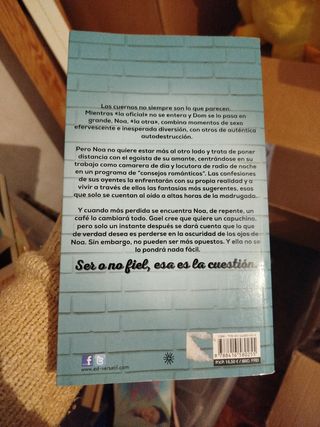 Los cuernos no siempre son lo que parecen.
Mientras «la oficial» no se entera y Dom se lo pasa en
grande, Noa, «la otra», combina momentos de sexo
efervescente e inesperada diversión, con otros de auténtica
autodestrucción.
Pero Noa no quiere estar más al otro lado y trata de poner
distancia con el egoísta de su amante, centrándose en su
trabajo como camarera de día y locutora de radio de noche
en un programa de “consejos románticos”. Las confesiones
de sus oyentes la enfrentarán con su propia realidad y a
vivir a través de ellas las fantasías más sugerentes, esas
que solo se cuentan al oído a altas horas de la madrugada.
Y cuando más perdida se encuentra Noa, de repente, un
café lo cambiará todo. Gael cree que quiere un capuchino,
pero solo un instante después se dará cuenta que lo que
de verdad desea es perderse en la oscuridad de los ojos de
Noa. Sin embargo, no pueden ser más opuestos. Y ella no se
lo pondrá nada fácil.
Ser o no fiel, esa es la cuestión.
www.ed-versatil.com